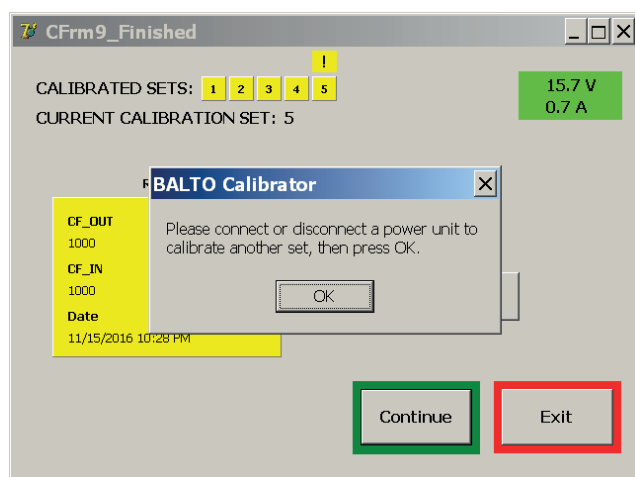 CFrm9_Finished
!
CALIBRATED SETS: 1 2 3 4 5
15.7 V
0.7 A
CURRENT CALIBRATION SET: 5
BALTO Calibrator
Please connect or disconnect a power unit to
calibrate another set, then press OK.
OK
CF_OUT
1000
CF_IN
1000
Date
11/15/2016 10:28 PM
Continue
Exit